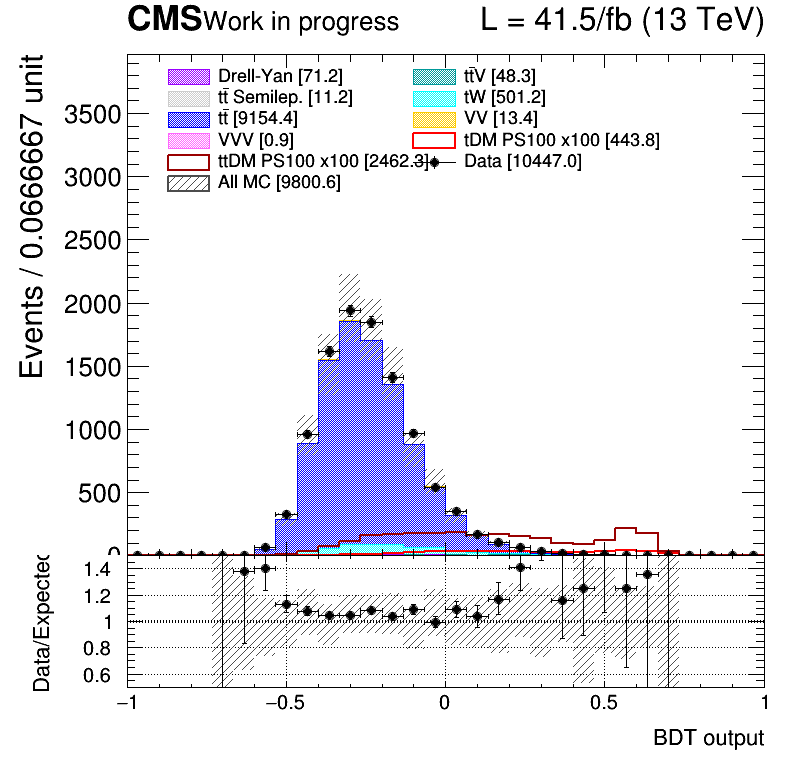 CMS Work in progress L = 41.5/fb (13 TeV)
Drell-Yan [71.2] tt̄V [48.3]
tt̄ Semilep. [11.2] tW [501.2]
tt̄ [9154.4] VV [13.4]
VVV [0.9] tDM PS100 x100 [443.8]
ttDM PS100 x100 [2462.3] Data [10447.0]
All MC [9800.6]
Events / 0.0666667 unit
3500
3000
2500
2000
1500
1000
500
0
Data/Expected
1.4
1.2
1
0.8
0.6
−1 −0.5 0 0.5 1
BDT output